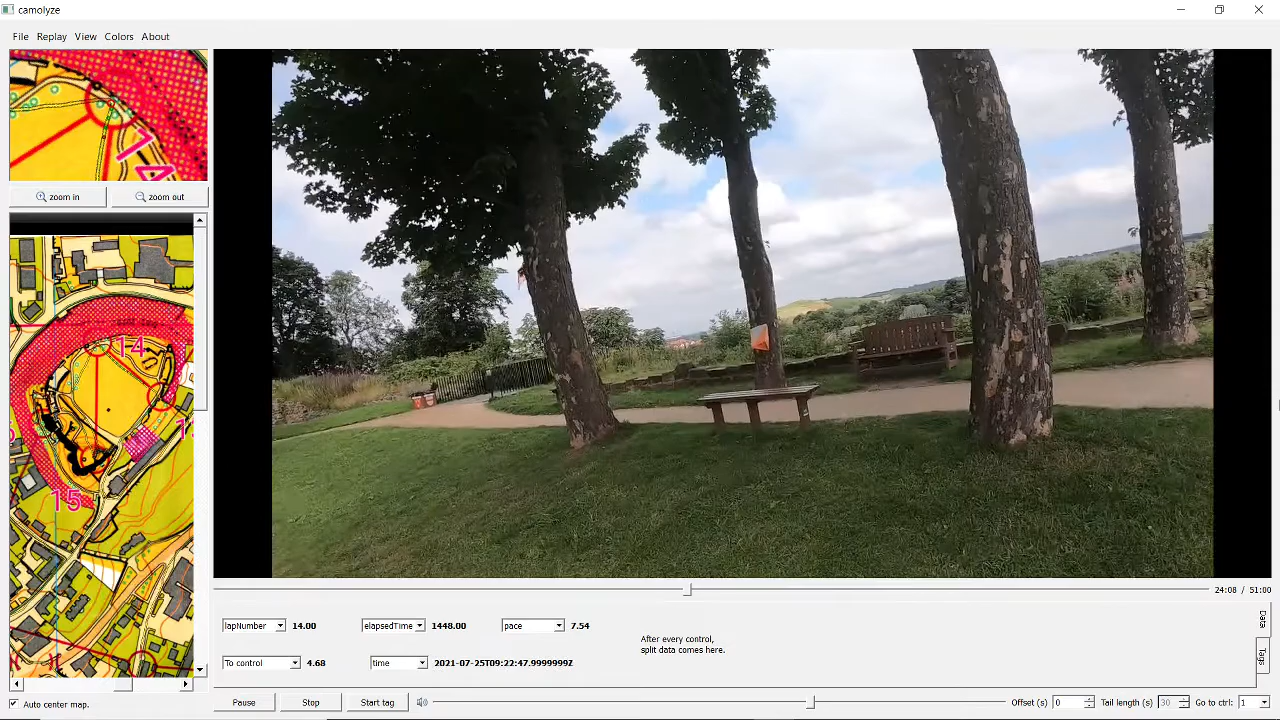 camolyze
File Replay View Colors About
14
zoom in zoom out
14
15
24:08 / 51:00
lapNumber 14.00 elapsedTime 1448.00 pace 7.54
After every control,
split data comes here.
To control 4.68 time 2021-07-25T09:22:47.9999999Z
Data
Tags
Auto center map.
Pause Stop Start tag Offset (s) 0 Tail length (s) 30 Go to ctrl: 1